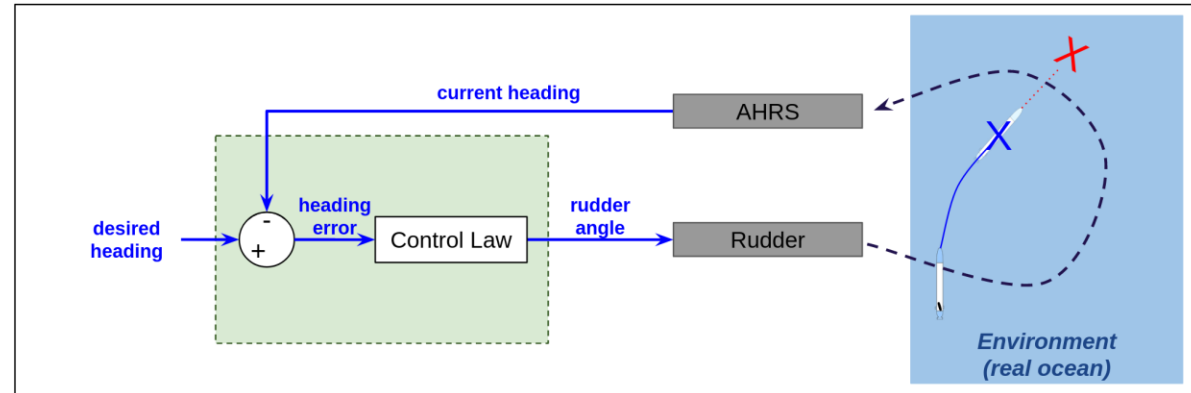 current heading
AHRS
X
X
-
desired
heading
+
heading
error
Control Law
rudder
angle
Rudder
Environment
(real ocean)